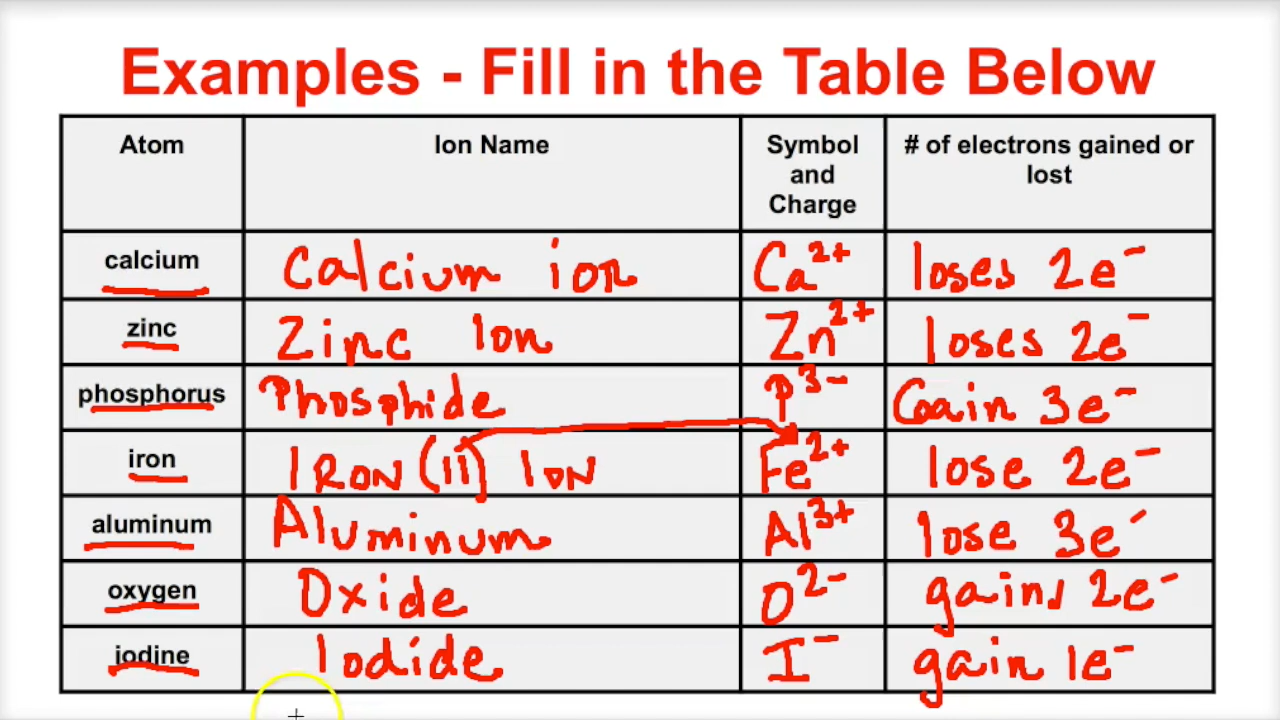 Examples - Fill in the Table Below
Atom Ion Name Symbol and Charge # of electrons gained or lost
calcium Calcium ion Ca²⁺ loses 2e⁻
zinc Zinc Ion Zn²⁺ loses 2e⁻
phosphorus Phosphide P³⁻ Gain 3e⁻
iron IRON (II) ION Fe²⁺ lose 2e⁻
aluminum Aluminum Al³⁺ lose 3e⁻
oxygen Oxide O²⁻ gains 2e⁻
iodine Iodide I⁻ gain 1e⁻